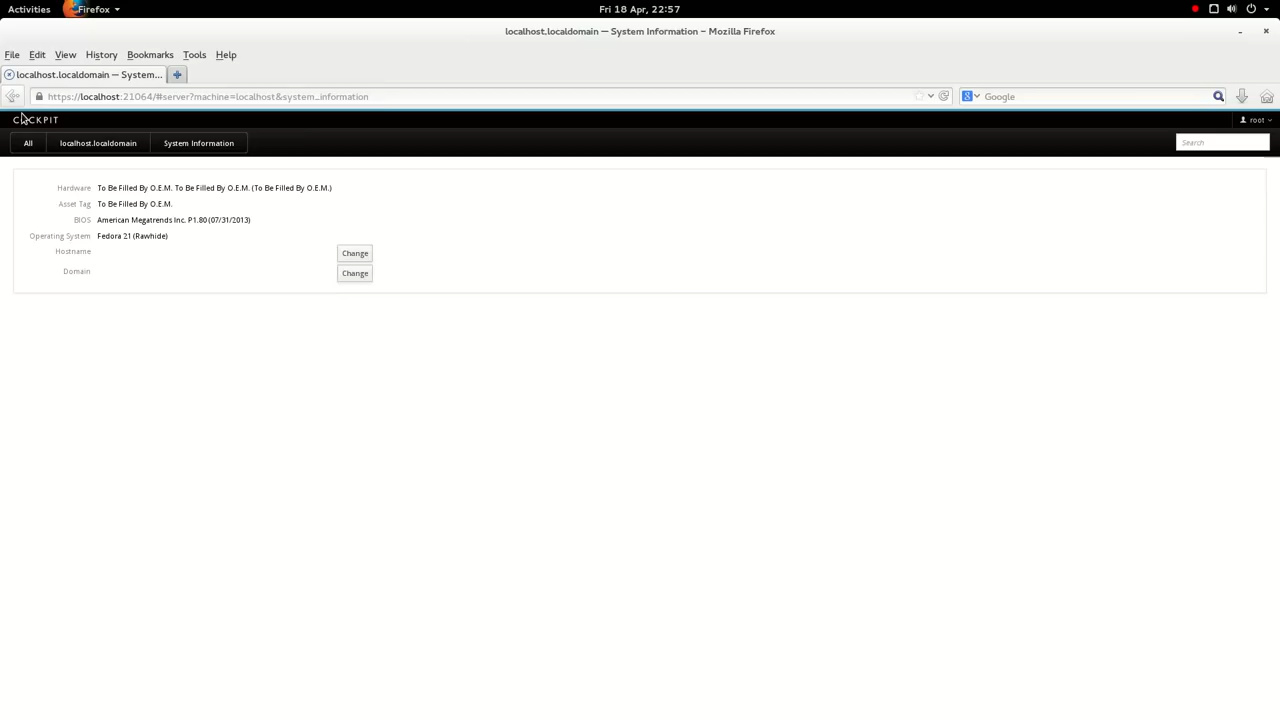 Activities Firefox Fri 18 Apr, 22:57
localhost.localdomain — System Information - Mozilla Firefox
File Edit View History Bookmarks Tools Help
localhost.localdomain — System...
https://localhost:21064/#server?machine=localhost&system_information Google
COCKPIT root
All localhost.localdomain System Information Search
Hardware To Be Filled By O.E.M. To Be Filled By O.E.M. (To Be Filled By O.E.M.)
Asset Tag To Be Filled By O.E.M.
BIOS American Megatrends Inc. P1.80 (07/31/2013)
Operating System Fedora 21 (Rawhide)
Hostname Change
Domain Change